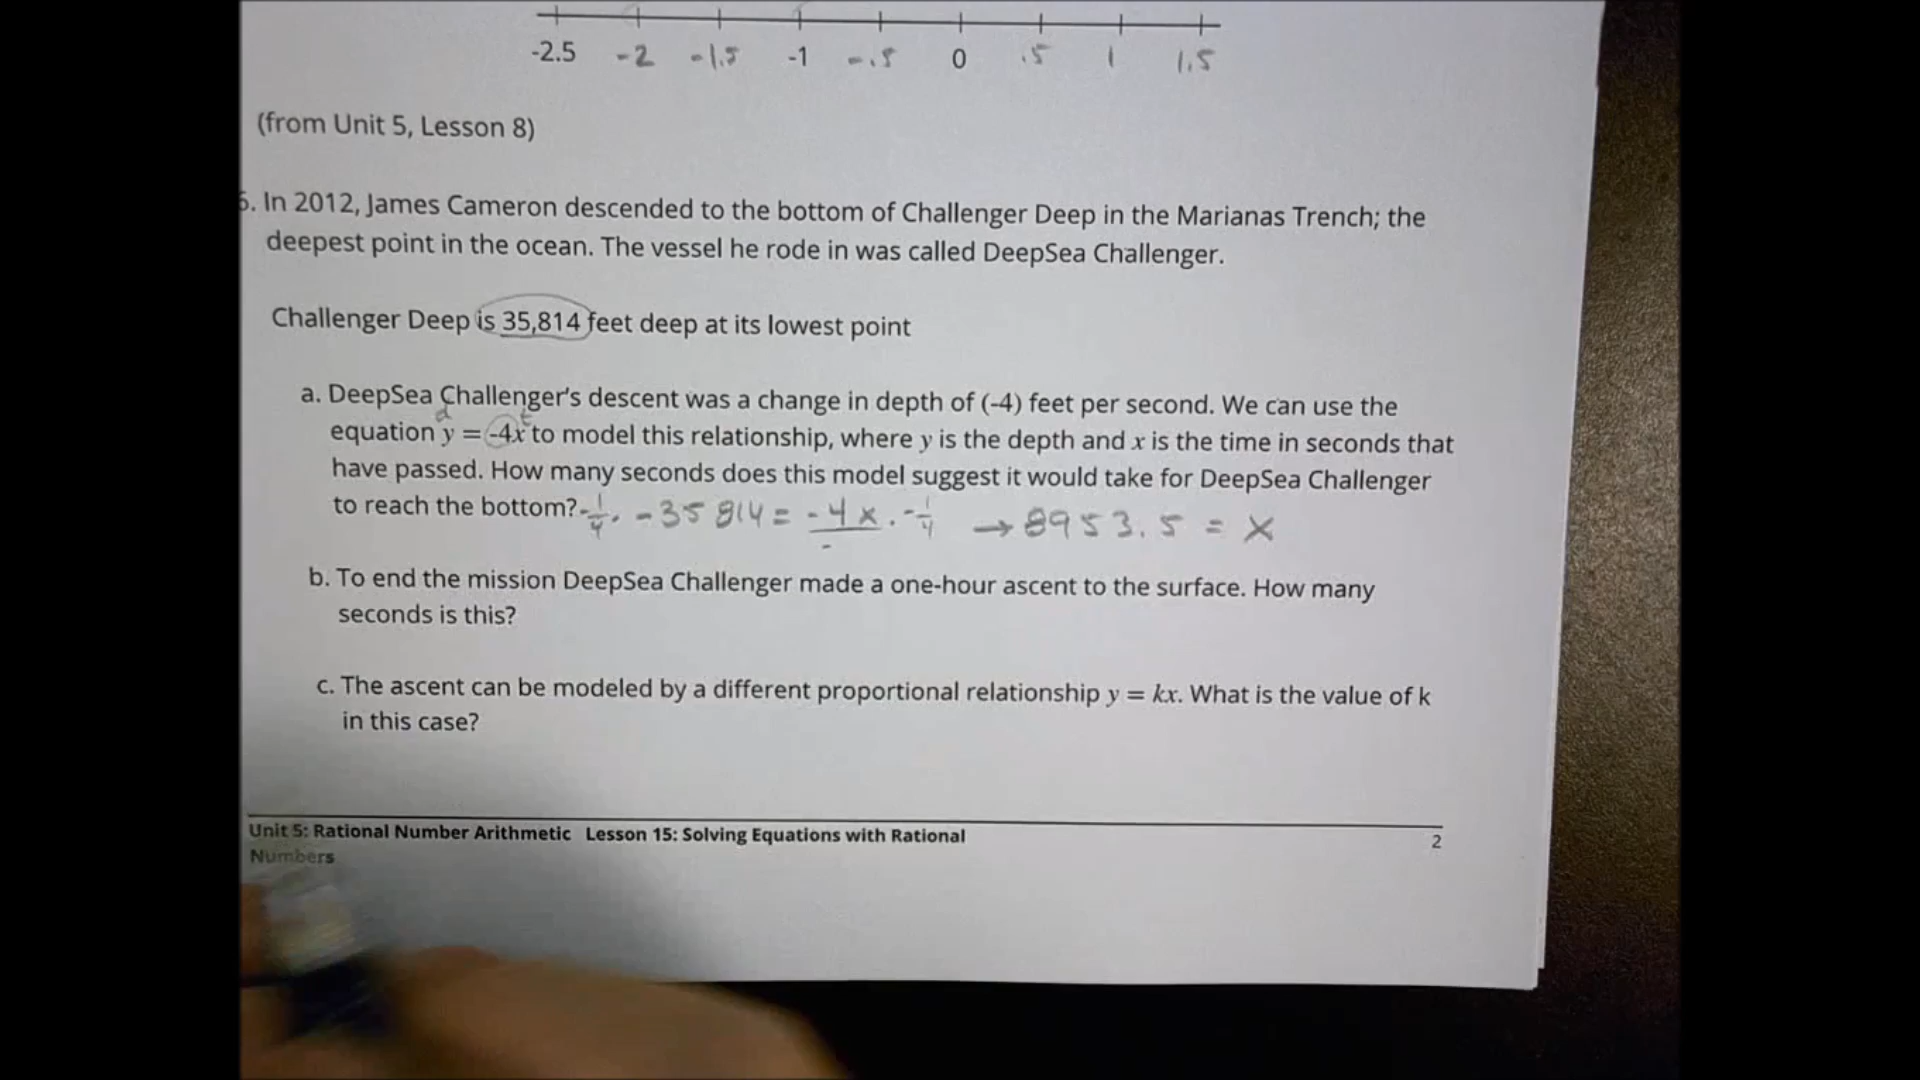 -2.5 -2 -1.5 -1 -.5 0 .5 1 1.5
(from Unit 5, Lesson 8)
6. In 2012, James Cameron descended to the bottom of Challenger Deep in the Marianas Trench; the
deepest point in the ocean. The vessel he rode in was called DeepSea Challenger.
Challenger Deep is 35,814 feet deep at its lowest point
a. DeepSea Challenger's descent was a change in depth of (-4) feet per second. We can use the
d t
equation y = -4x to model this relationship, where y is the depth and x is the time in seconds that
have passed. How many seconds does this model suggest it would take for DeepSea Challenger
to reach the bottom? -1/4 · -35814 = -4x · -1/4 → 8953.5 = x
b. To end the mission DeepSea Challenger made a one-hour ascent to the surface. How many
seconds is this?
c. The ascent can be modeled by a different proportional relationship y = kx. What is the value of k
in this case?
Unit 5: Rational Number Arithmetic Lesson 15: Solving Equations with Rational 2
Numbers